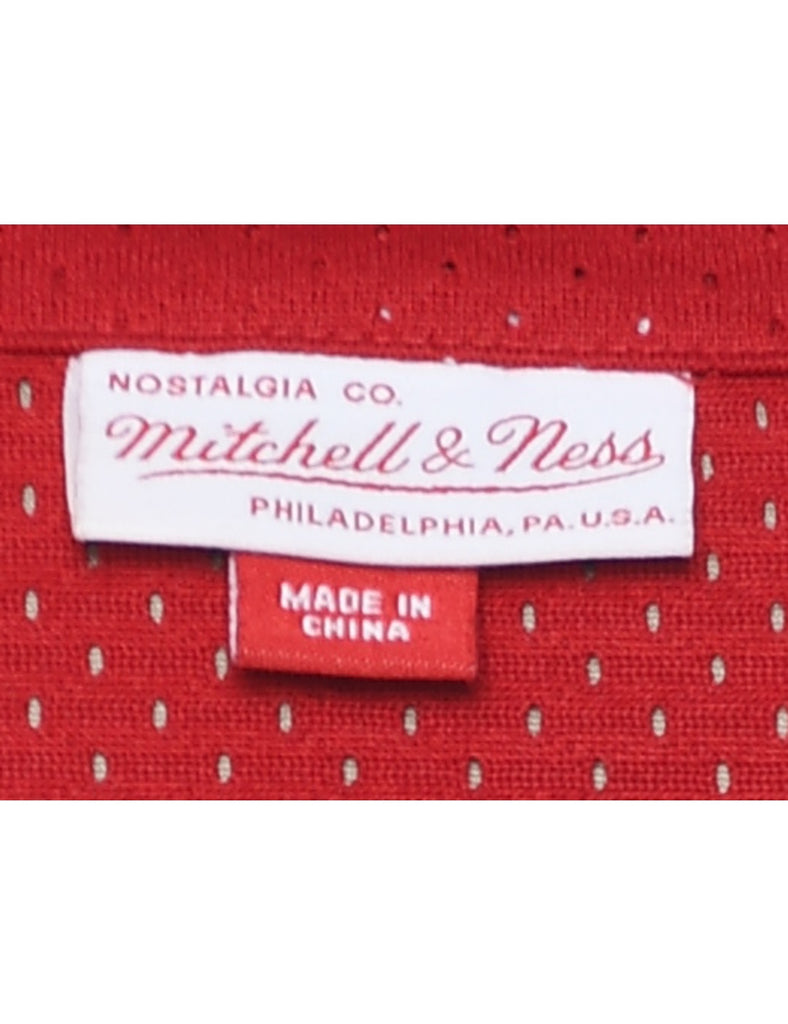 NOSTALGIA CO.
Mitchell & Ness
PHILADELPHIA, PA. U.S.A.
MADE IN
CHINA